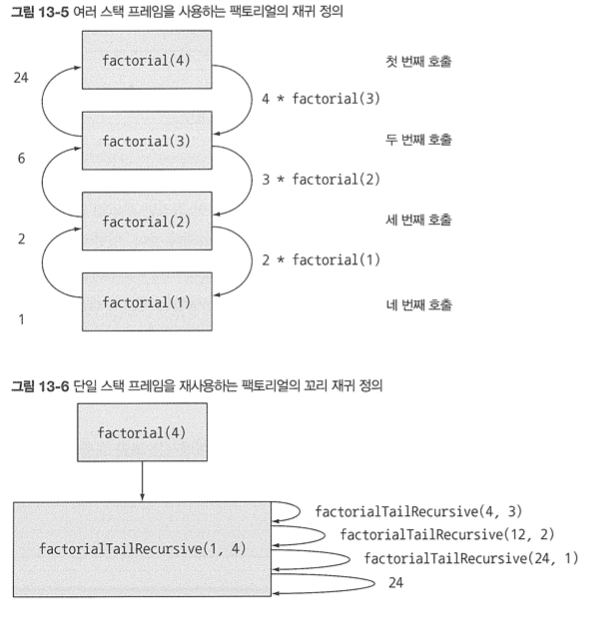 그림 13-5 여러 스택 프레임을 사용하는 팩토리얼의 재귀 정의
factorial(4)
첫 번째 호출
24
4 * factorial(3)
factorial(3)
두 번째 호출
6
3 * factorial(2)
factorial(2)
세 번째 호출
2
2 * factorial(1)
factorial(1)
네 번째 호출
1
그림 13-6 단일 스택 프레임을 재사용하는 팩토리얼의 꼬리 재귀 정의
factorial(4)
factorialTailRecursive(1, 4)
factorialTailRecursive(4, 3)
factorialTailRecursive(12, 2)
factorialTailRecursive(24, 1)
24